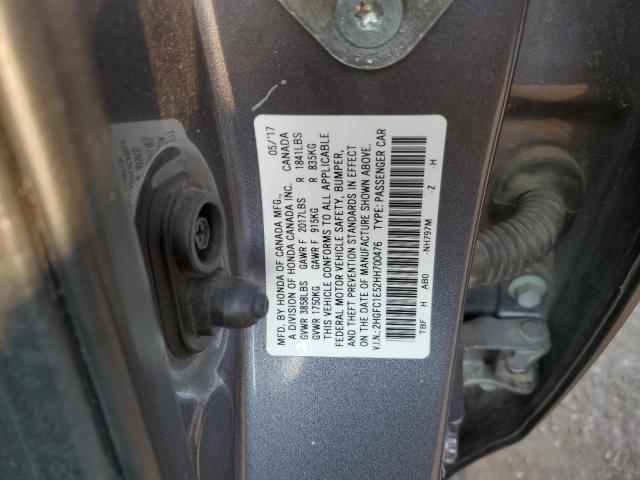 MFD. BY HONDA OF CANADA MFG., 05/'17
A DIVISION OF HONDA CANADA INC. CANADA
GVWR 3858LBS GAWR F 2017LBS R 1841LBS
GVWR 1750KG GAWR F 915KG R 835KG
THIS VEHICLE CONFORMS TO ALL APPLICABLE
FEDERAL MOTOR VEHICLE SAFETY, BUMPER,
AND THEFT PREVENTION STANDARDS IN EFFECT
ON THE DATE OF MANUFACTURE SHOWN ABOVE.
V.I.N.:2HGFC1E52HH700476 TYPE:PASSENGER CAR
TBF H AB0 -NH797M -Z -H